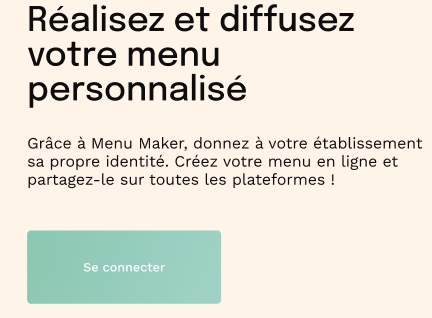 Réalisez et diffusez
votre menu
personnalisé
Grâce à Menu Maker, donnez à votre établissement
sa propre identité. Créez votre menu en ligne et
partagez-le sur toutes les plateformes !
Se connecter